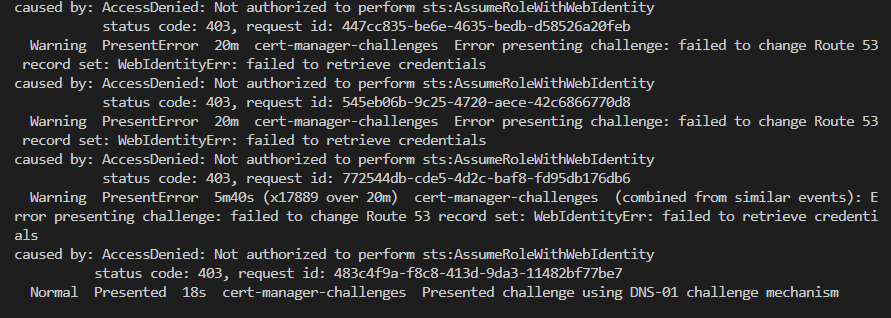 caused by: AccessDenied: Not authorized to perform sts:AssumeRoleWithWebIdentity
status code: 403, request id: 447cc835-be6e-4635-bedb-d58526a20feb
Warning PresentError 20m cert-manager-challenges Error presenting challenge: failed to change Route 53
record set: WebIdentityErr: failed to retrieve credentials
caused by: AccessDenied: Not authorized to perform sts:AssumeRoleWithWebIdentity
status code: 403, request id: 545eb06b-9c25-4720-aece-42c6866770d8
Warning PresentError 20m cert-manager-challenges Error presenting challenge: failed to change Route 53
record set: WebIdentityErr: failed to retrieve credentials
caused by: AccessDenied: Not authorized to perform sts:AssumeRoleWithWebIdentity
status code: 403, request id: 772544db-cde5-4d2c-baf8-fd95db176db6
Warning PresentError 5m40s (x17889 over 20m) cert-manager-challenges (combined from similar events): E
rror presenting challenge: failed to change Route 53 record set: WebIdentityErr: failed to retrieve credenti
als
caused by: AccessDenied: Not authorized to perform sts:AssumeRoleWithWebIdentity
status code: 403, request id: 483c4f9a-f8c8-413d-9da3-11482bf77be7
Normal Presented 18s cert-manager-challenges Presented challenge using DNS-01 challenge mechanism